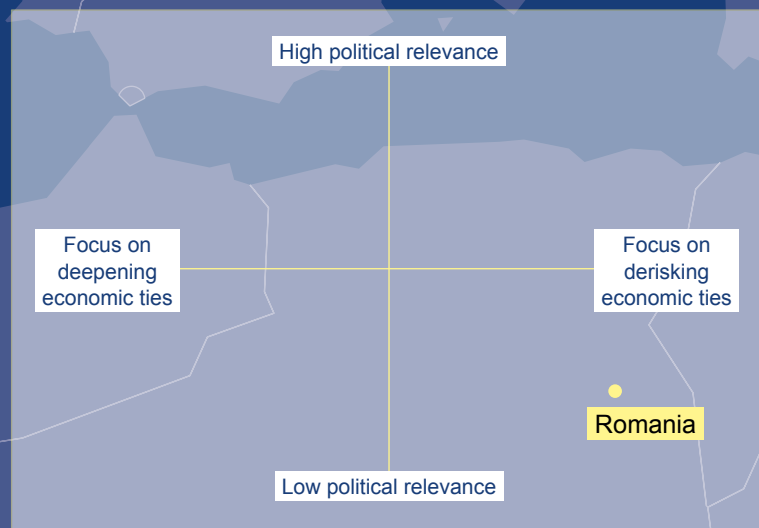 High political relevance
Focus on
deepening
economic ties
Focus on
derisking
economic ties
Romania
Low political relevance